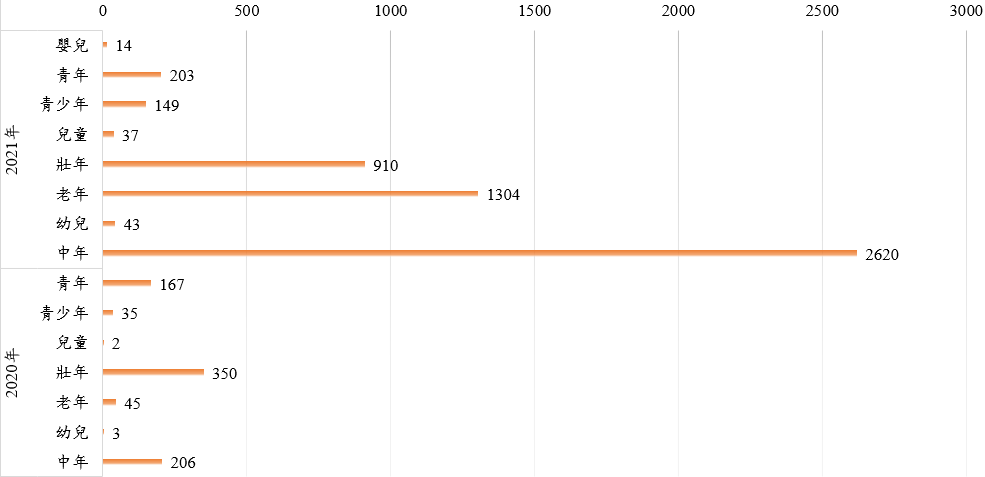 0 500 1000 1500 2000 2500 3000
2021年
嬰兒 14
青年 203
青少年 149
兒童 37
壯年 910
老年 1304
幼兒 43
中年 2620
2020年
青年 167
青少年 35
兒童 2
壯年 350
老年 45
幼兒 3
中年 206